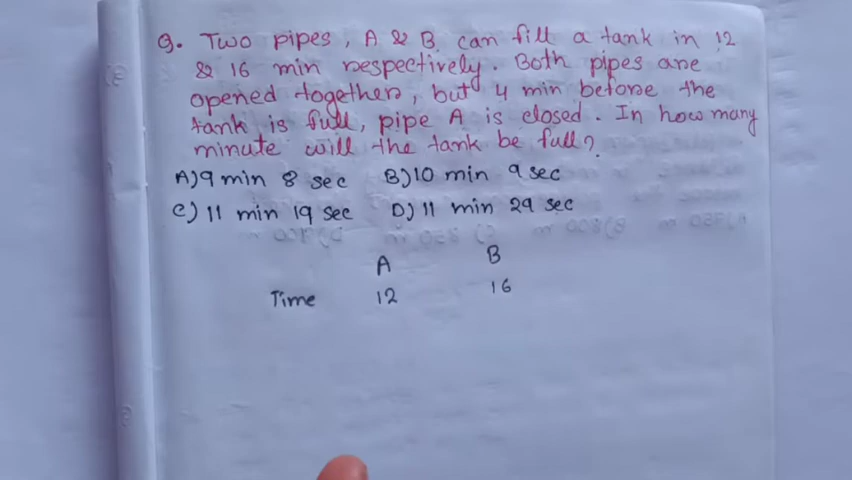 Q. Two pipes, A & B can fill a tank in 12
& 16 min respectively. Both pipes are
opened together, but 4 min before the
tank is full, pipe A is closed. In how many
minute will the tank be full?
A) 9 min 8 sec B) 10 min 9 sec
C) 11 min 19 sec D) 11 min 29 sec
A B
Time 12 16